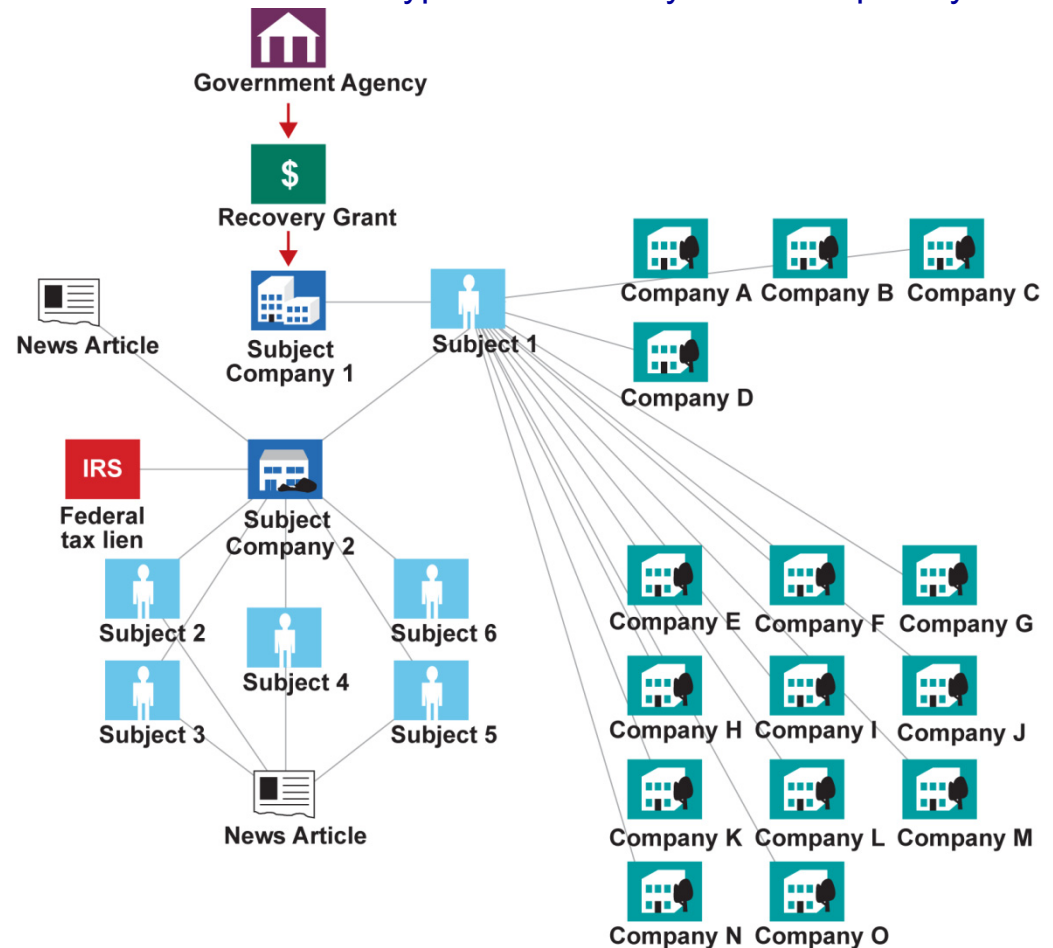 Government Agency
$
Recovery Grant
Company A Company B Company C
News Article
Subject
Company 1
Subject 1
Company D
IRS
Federal
tax lien
Subject
Company 2
Subject 2
Subject 6
Company E Company F Company G
Subject 4
Subject 3
Subject 5
Company H Company I Company J
News Article
Company K Company L Company M
Company N Company O